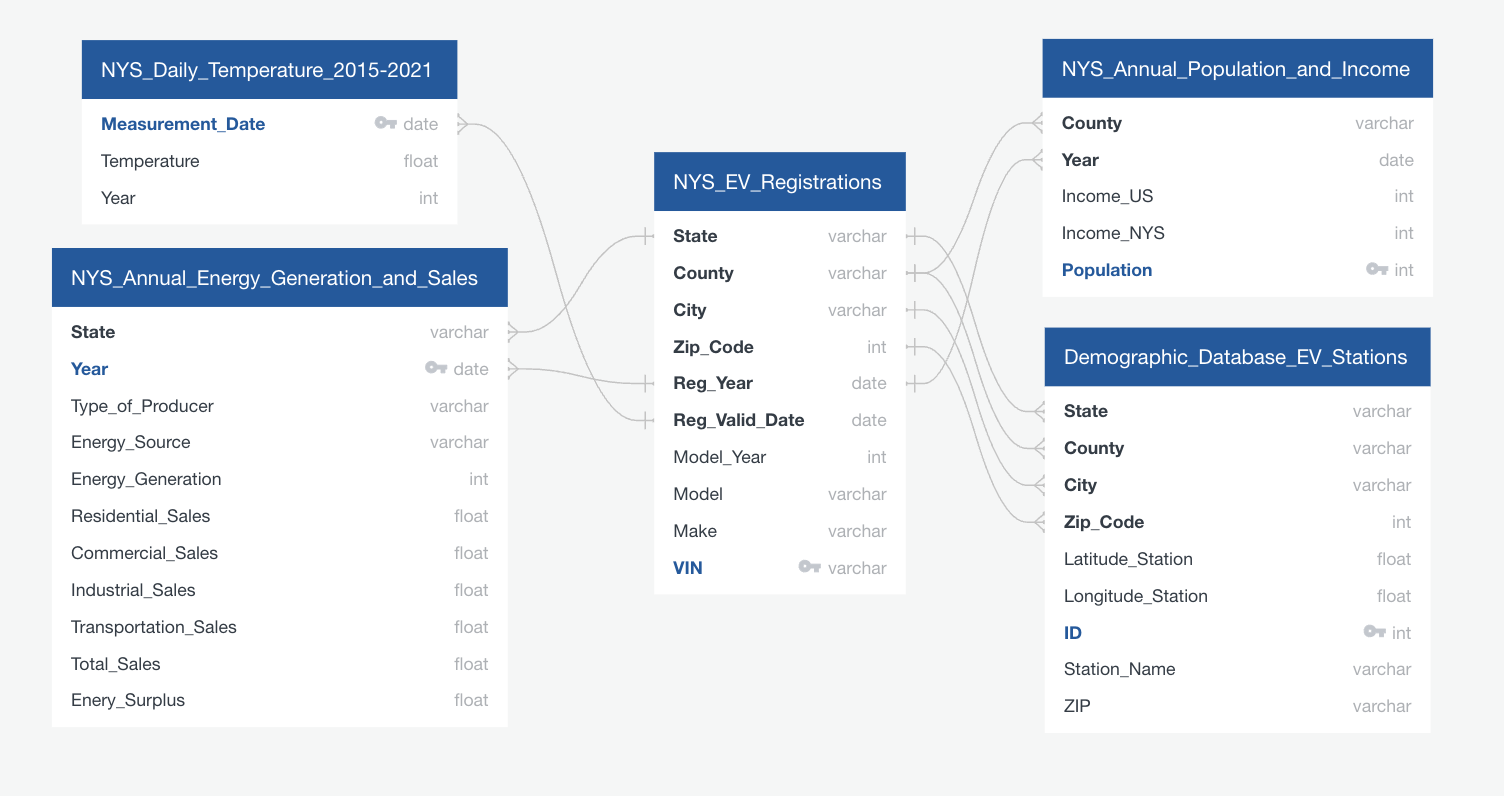 NYS_Daily_Temperature_2015-2021
Measurement_Date date
Temperature float
Year int
NYS_Annual_Energy_Generation_and_Sales
State varchar
Year date
Type_of_Producer varchar
Energy_Source varchar
Energy_Generation int
Residential_Sales float
Commercial_Sales float
Industrial_Sales float
Transportation_Sales float
Total_Sales float
Enery_Surplus float
NYS_EV_Registrations
State varchar
County varchar
City varchar
Zip_Code int
Reg_Year date
Reg_Valid_Date date
Model_Year int
Model varchar
Make varchar
VIN varchar
NYS_Annual_Population_and_Income
County varchar
Year date
Income_US int
Income_NYS int
Population int
Demographic_Database_EV_Stations
State varchar
County varchar
City varchar
Zip_Code int
Latitude_Station float
Longitude_Station float
ID int
Station_Name varchar
ZIP varchar